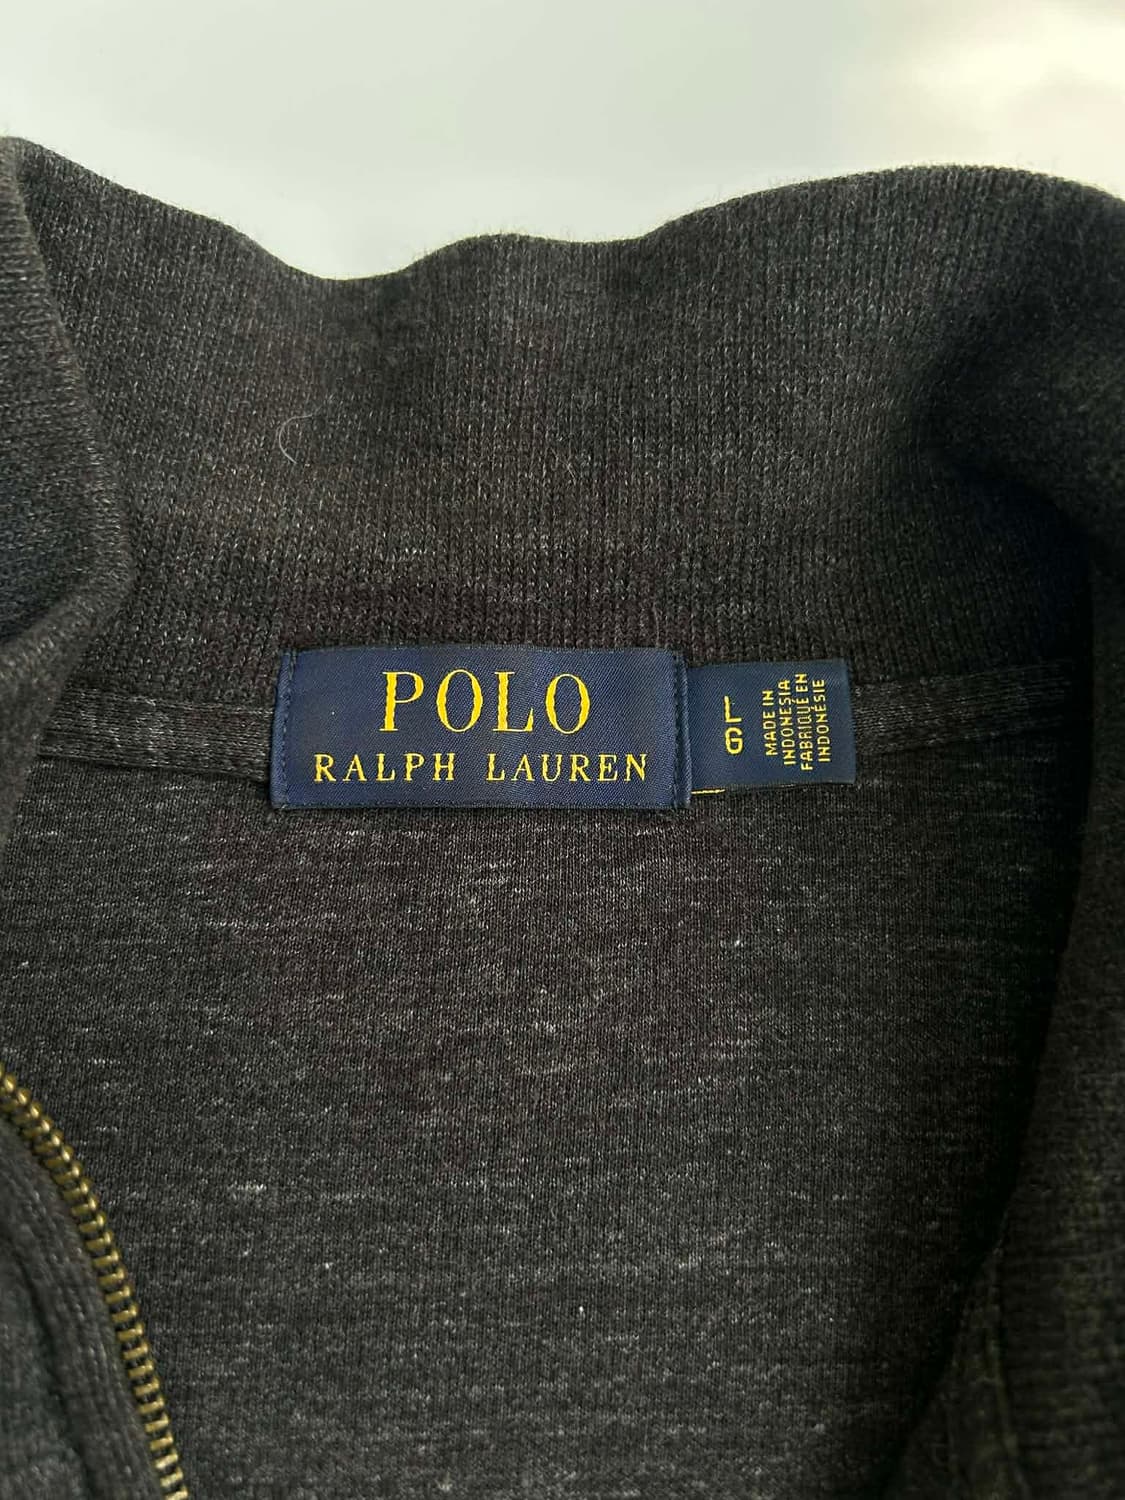 POLO
RALPH LAUREN
L
G
MADE IN
INDONESIA
FABRIQUÉ EN
INDONÉSIE